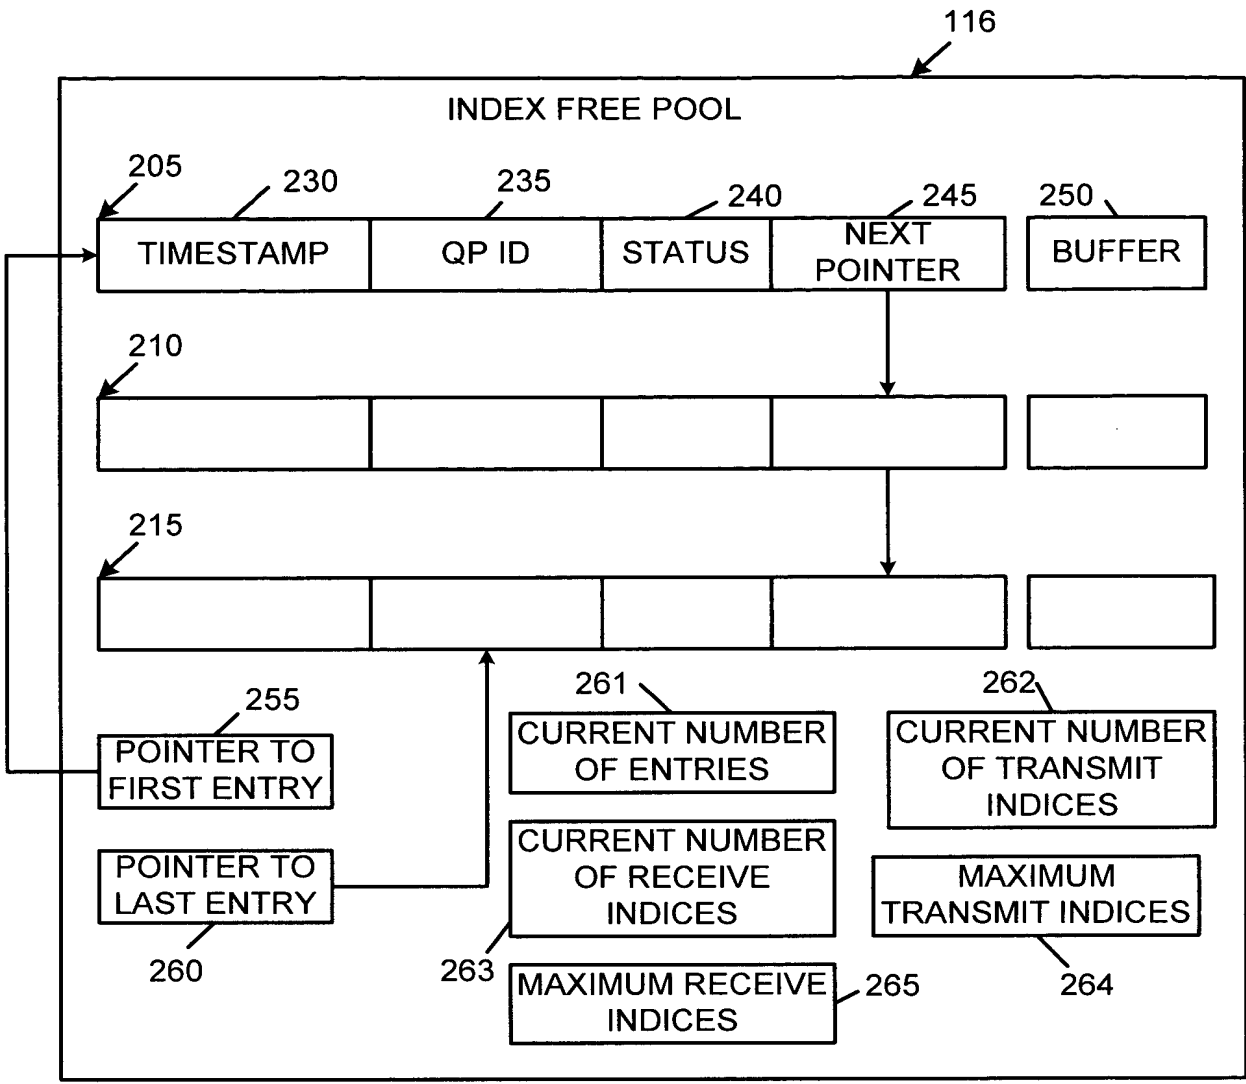 116
INDEX FREE POOL
205
230
235
240
245
250
TIMESTAMP
QP ID
STATUS
NEXT
POINTER
BUFFER
210
215
255
POINTER TO
FIRST ENTRY
261
CURRENT NUMBER
OF ENTRIES
262
CURRENT NUMBER
OF TRANSMIT
INDICES
POINTER TO
LAST ENTRY
260
CURRENT NUMBER
OF RECEIVE
INDICES
263
MAXIMUM
TRANSMIT INDICES
264
MAXIMUM RECEIVE
INDICES
265